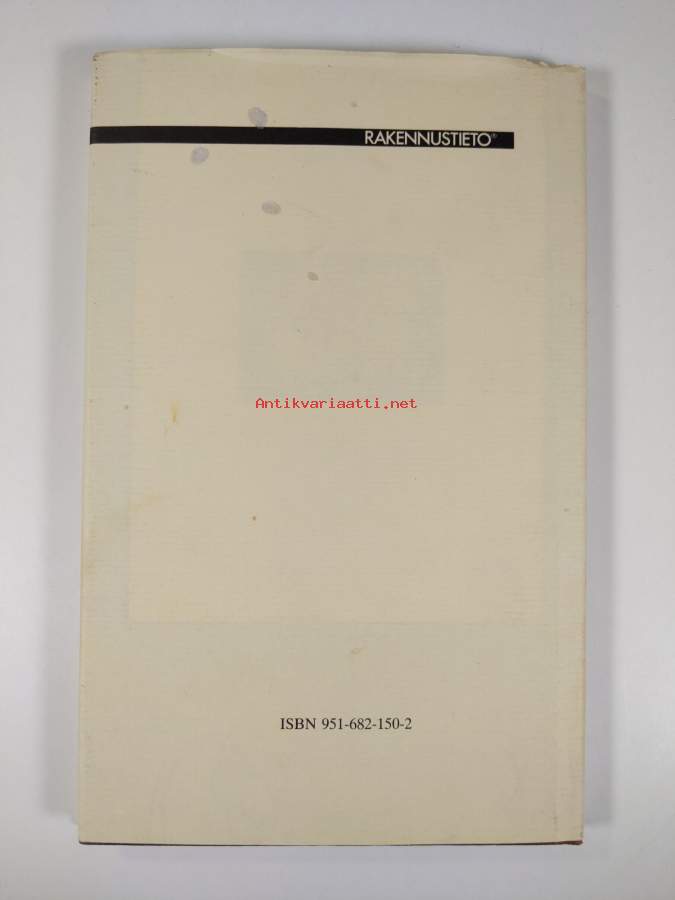 RAKENNUSTIETO®
Antikvariaatti.net
ISBN 951-682-150-2